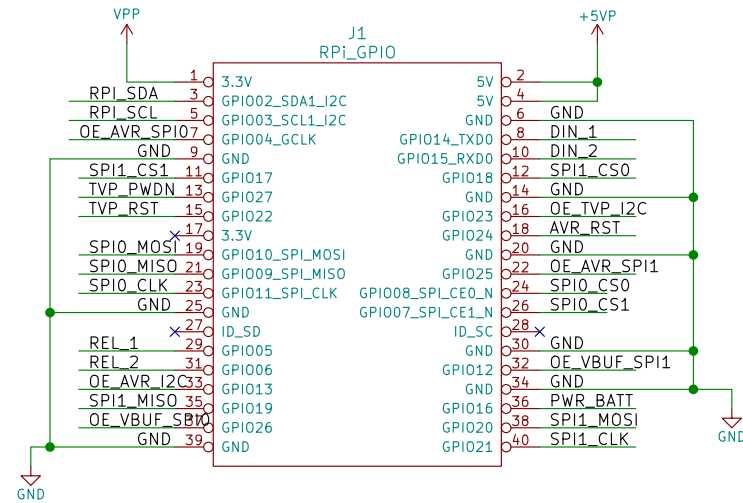 VPP
+5VP
J1
RPi_GPIO
1 3.3V 5V 2
RPI_SDA 3 GPIO02_SDA1_I2C 5V 4
RPI_SCL 5 GPIO03_SCL1_I2C GND 6 GND
OE_AVR_SPI0 7 GPIO04_GCLK GPIO14_TXD0 8 DIN_1
GND 9 GND GPIO15_RXD0 10 DIN_2
SPI1_CS1 11 GPIO17 GPIO18 12 SPI1_CS0
TVP_PWDN 13 GPIO27 GND 14 GND
TVP_RST 15 GPIO22 GPIO23 16 OE_TVP_I2C
17 3.3V GPIO24 18 AVR_RST
SPI0_MOSI 19 GPIO10_SPI_MOSI GND 20 GND
SPI0_MISO 21 GPIO09_SPI_MISO GPIO25 22 OE_AVR_SPI1
SPI0_CLK 23 GPIO11_SPI_CLK GPIO08_SPI_CE0_N 24 SPI0_CS0
GND 25 GND GPIO07_SPI_CE1_N 26 SPI0_CS1
27 ID_SD ID_SC 28
REL_1 29 GPIO05 GND 30 GND
REL_2 31 GPIO06 GPIO12 32 OE_VBUF_SPI1
OE_AVR_I2C 33 GPIO13 GND 34 GND
SPI1_MISO 35 GPIO19 GPIO16 36 PWR_BATT
OE_VBUF_SPI0 37 GPIO26 GPIO20 38 SPI1_MOSI
GND 39 GND GPIO21 40 SPI1_CLK
GND
GND